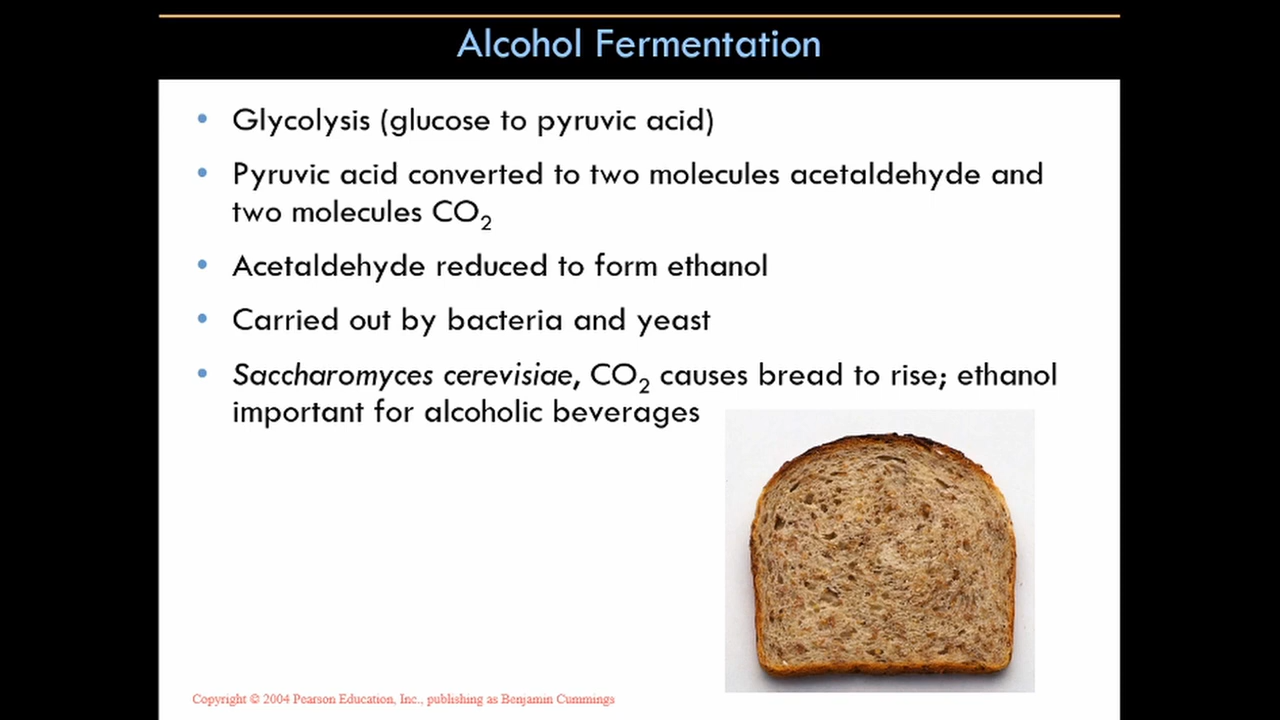 Alcohol Fermentation
• Glycolysis (glucose to pyruvic acid)
• Pyruvic acid converted to two molecules acetaldehyde and
two molecules CO₂
• Acetaldehyde reduced to form ethanol
• Carried out by bacteria and yeast
• Saccharomyces cerevisiae, CO₂ causes bread to rise; ethanol
important for alcoholic beverages
Copyright © 2004 Pearson Education, Inc., publishing as Benjamin Cummings